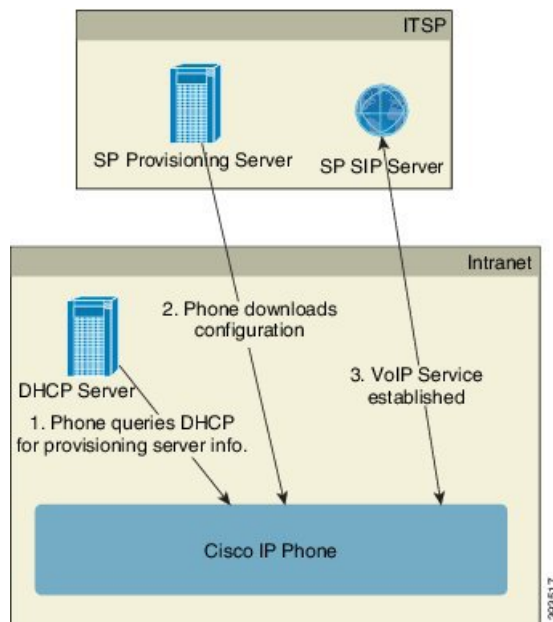 ITSP
SP Provisioning Server
SP SIP Server
Intranet
2. Phone downloads
configuration
DHCP Server
3. VoIP Service
established
1. Phone queries DHCP
for provisioning server info.
Cisco IP Phone